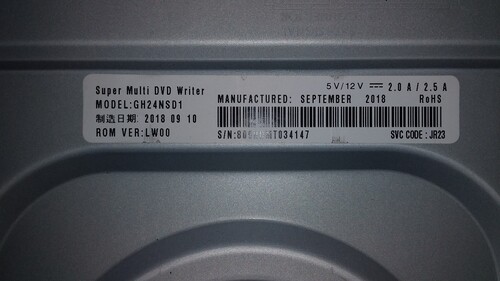 Super Multi DVD Writer
5V/12V 2.0 A / 2.5 A
MODEL:GH24NSD1
MANUFACTURED: SEPTEMBER 2018 RoHS
制造日期: 2018 09 10
ROM VER:LW00
SVC CODE: JR23